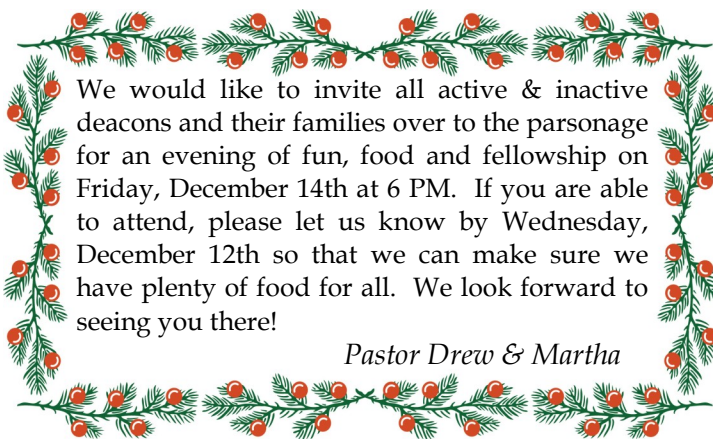 We would like to invite all active & inactive
deacons and their families over to the parsonage
for an evening of fun, food and fellowship on
Friday, December 14th at 6 PM. If you are able
to attend, please let us know by Wednesday,
December 12th so that we can make sure we
have plenty of food for all. We look forward to
seeing you there!
Pastor Drew & Martha